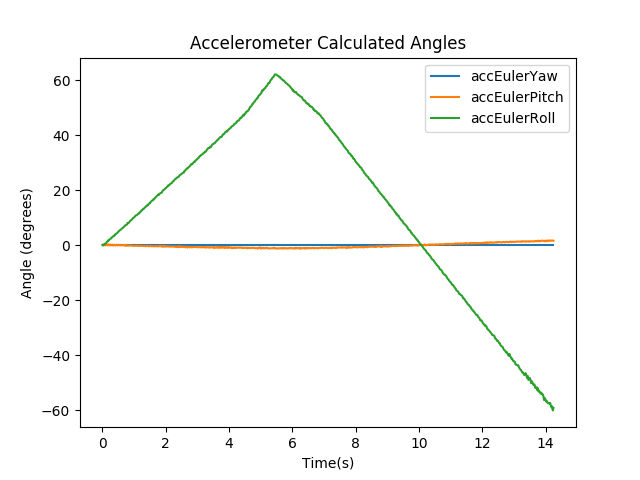 Accelerometer Calculated Angles
accEulerYaw
accEulerPitch
accEulerRoll
Angle (degrees)
60
40
20
0
−20
−40
−60
0 2 4 6 8 10 12 14
Time(s)